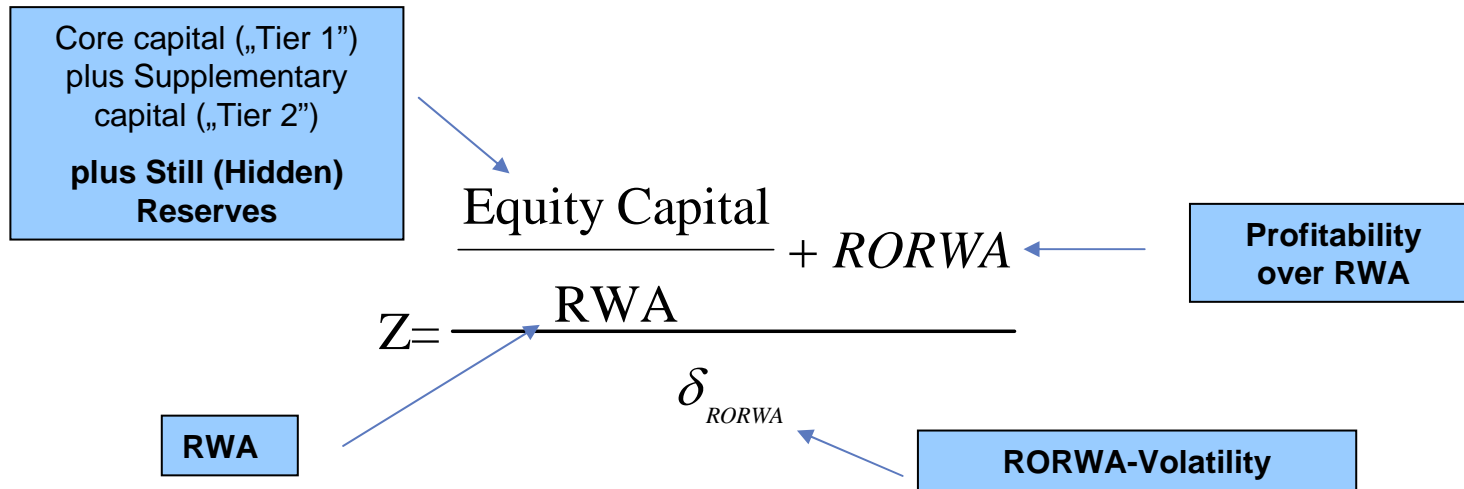 Core capital („Tier 1”)
plus Supplementary
capital („Tier 2”)
plus Still (Hidden)
Reserves
Equity Capital
+ RORWA
Profitability
over RWA
RWA
Z=
δRORWA
RWA
RORWA-Volatility